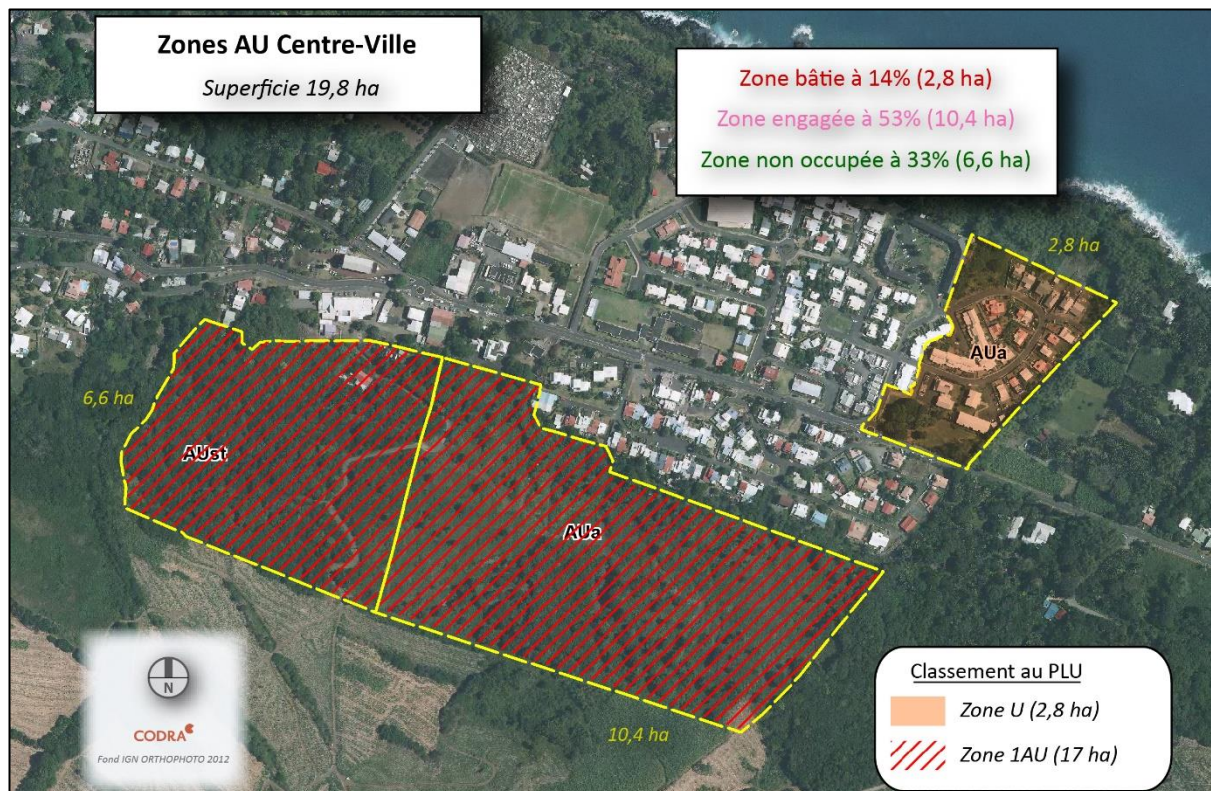 Zones AU Centre-Ville
Superficie 19,8 ha
Zone bâtie à 14% (2,8 ha)
Zone engagée à 53% (10,4 ha)
Zone non occupée à 33% (6,6 ha)
2,8 ha
AUa
6,6 ha
AUst
AUa
10,4 ha
N
CODRA
Fond IGN ORTHOPHOTO 2012
Classement au PLU
Zone U (2,8 ha)
Zone 1AU (17 ha)